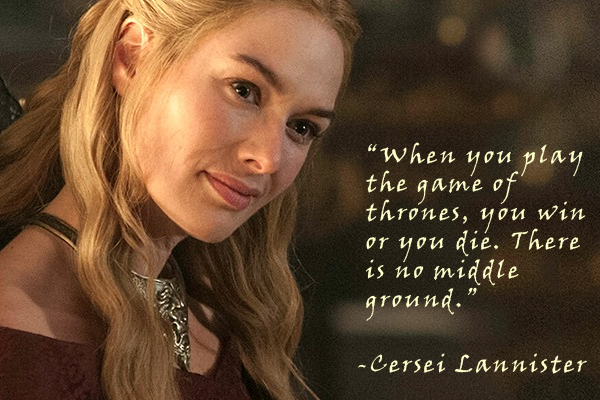 “When you play
the game of
thrones, you win
or you die. There
is no middle
ground.”
-Cersei Lannister